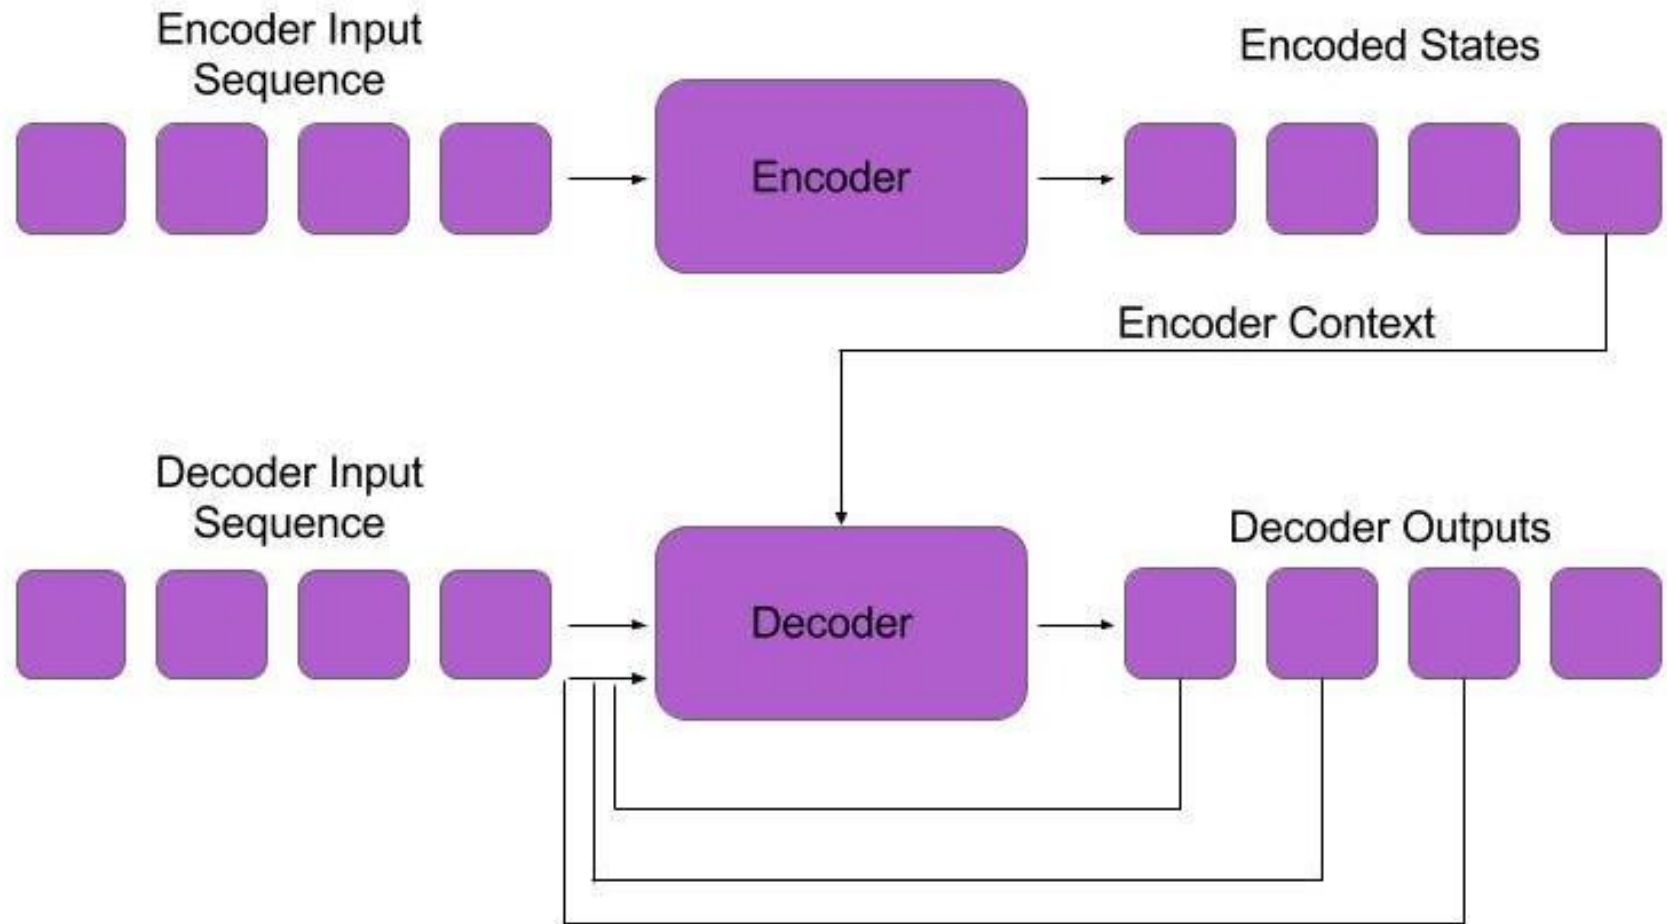 Encoder Input
Sequence
Encoded States
Encoder
Encoder Context
Decoder Input
Sequence
Decoder Outputs
Decoder